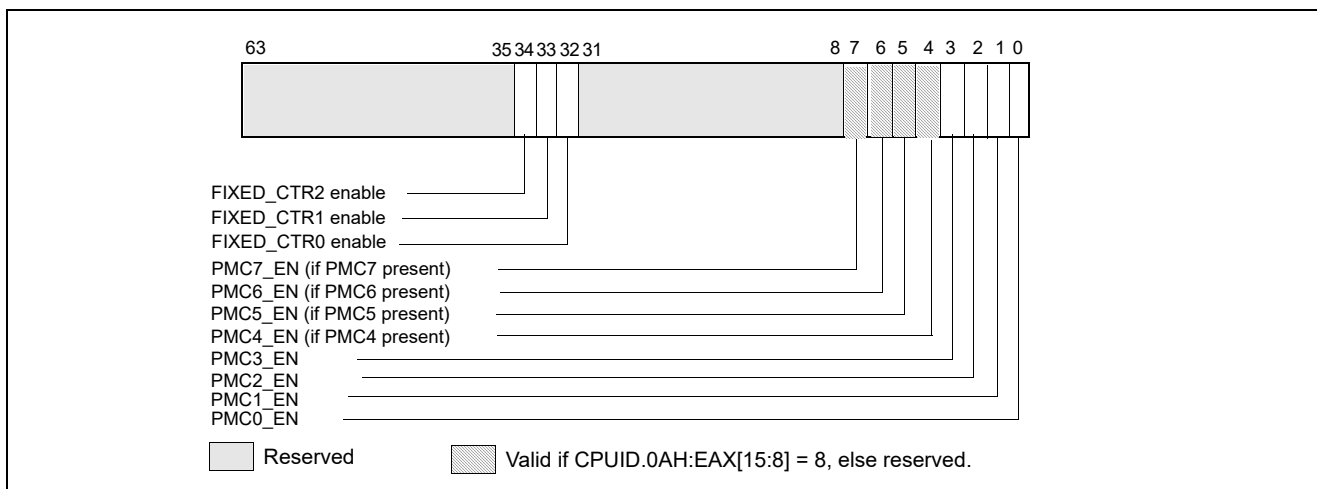 63 35 34 33 32 31 8 7 6 5 4 3 2 1 0
FIXED_CTR2 enable
FIXED_CTR1 enable
FIXED_CTR0 enable
PMC7_EN (if PMC7 present)
PMC6_EN (if PMC6 present)
PMC5_EN (if PMC5 present)
PMC4_EN (if PMC4 present)
PMC3_EN
PMC2_EN
PMC1_EN
PMC0_EN
Reserved Valid if CPUID.0AH:EAX[15:8] = 8, else reserved.